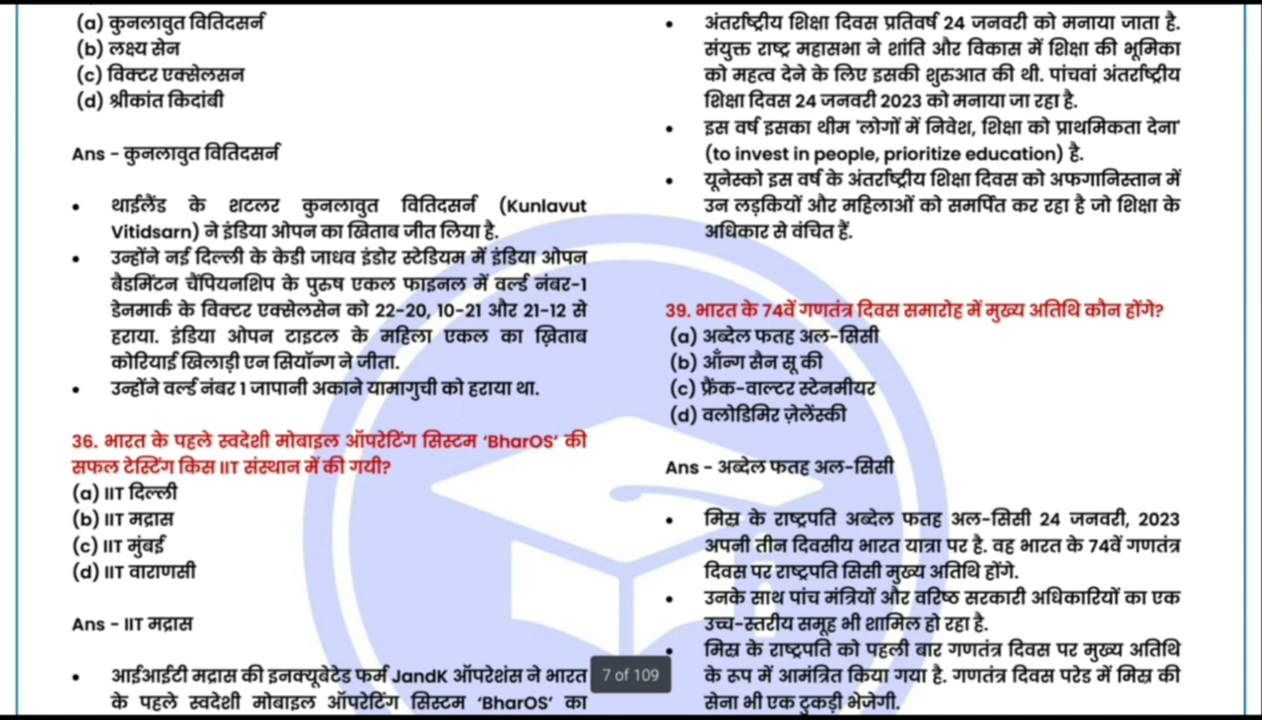 (a) कुनलावुत वितिदसर्न
(b) लक्ष्य सेन
(c) विक्टर एक्सेलसन
(d) श्रीकांत किदांबी
Ans - कुनलावुत वितिदसर्न
• थाईलैंड के शटलर कुनलावुत वितिदसर्न (Kunlavut
Vitidsarn) ने इंडिया ओपन का खिताब जीत लिया है.
• उन्होंने नई दिल्ली के केडी जाधव इंडोर स्टेडियम में इंडिया ओपन
बैडमिंटन चैंपियनशिप के पुरुष एकल फाइनल में वर्ल्ड नंबर-1
डेनमार्क के विक्टर एक्सेलसेन को 22-20, 10-21 और 21-12 से
हराया. इंडिया ओपन टाइटल के महिला एकल का ख़िताब
कोरियाई खिलाड़ी एन सियॉन्ग ने जीता.
• उन्होंने वर्ल्ड नंबर 1 जापानी अकाने यामागुची को हराया था.
36. भारत के पहले स्वदेशी मोबाइल ऑपरेटिंग सिस्टम ‘BharOS’ की
सफल टेस्टिंग किस IIT संस्थान में की गयी?
(a) IIT दिल्ली
(b) IIT मद्रास
(c) IIT मुंबई
(d) IIT वाराणसी
Ans - IIT मद्रास
• आईआईटी मद्रास की इनक्यूबेटेड फर्म JandK ऑपरेशंस ने भारत
के पहले स्वदेशी मोबाइल ऑपरेटिंग सिस्टम ‘BharOS’ का
• अंतर्राष्ट्रीय शिक्षा दिवस प्रतिवर्ष 24 जनवरी को मनाया जाता है.
संयुक्त राष्ट्र महासभा ने शांति और विकास में शिक्षा की भूमिका
को महत्व देने के लिए इसकी शुरुआत की थी. पांचवां अंतर्राष्ट्रीय
शिक्षा दिवस 24 जनवरी 2023 को मनाया जा रहा है.
• इस वर्ष इसका थीम 'लोगों में निवेश, शिक्षा को प्राथमिकता देना'
(to invest in people, prioritize education) है.
• यूनेस्को इस वर्ष के अंतर्राष्ट्रीय शिक्षा दिवस को अफगानिस्तान में
उन लड़कियों और महिलाओं को समर्पित कर रहा है जो शिक्षा के
अधिकार से वंचित हैं.
39. भारत के 74वें गणतंत्र दिवस समारोह में मुख्य अतिथि कौन होंगे?
(a) अब्देल फतह अल-सिसी
(b) आँन्ग सैन सू की
(c) फ्रैंक-वाल्टर स्टेनमीयर
(d) वलोडिमिर ज़ेलेंस्की
Ans - अब्देल फतह अल-सिसी
• मिस्र के राष्ट्रपति अब्देल फतह अल-सिसी 24 जनवरी, 2023
अपनी तीन दिवसीय भारत यात्रा पर है. वह भारत के 74वें गणतंत्र
दिवस पर राष्ट्रपति सिसी मुख्य अतिथि होंगे.
• उनके साथ पांच मंत्रियों और वरिष्ठ सरकारी अधिकारियों का एक
उच्च-स्तरीय समूह भी शामिल हो रहा है.
• मिस्र के राष्ट्रपति को पहली बार गणतंत्र दिवस पर मुख्य अतिथि
के रूप में आमंत्रित किया गया है. गणतंत्र दिवस परेड में मिस्र की
सेना भी एक टुकड़ी भेजेगी.
7 of 109